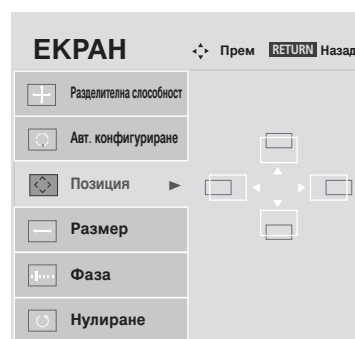 ЕКРАН
Прем RETURN Назад
Разделителна способност
Авт. конфигуриране
Позиция
Размер
Фаза
Нулиране